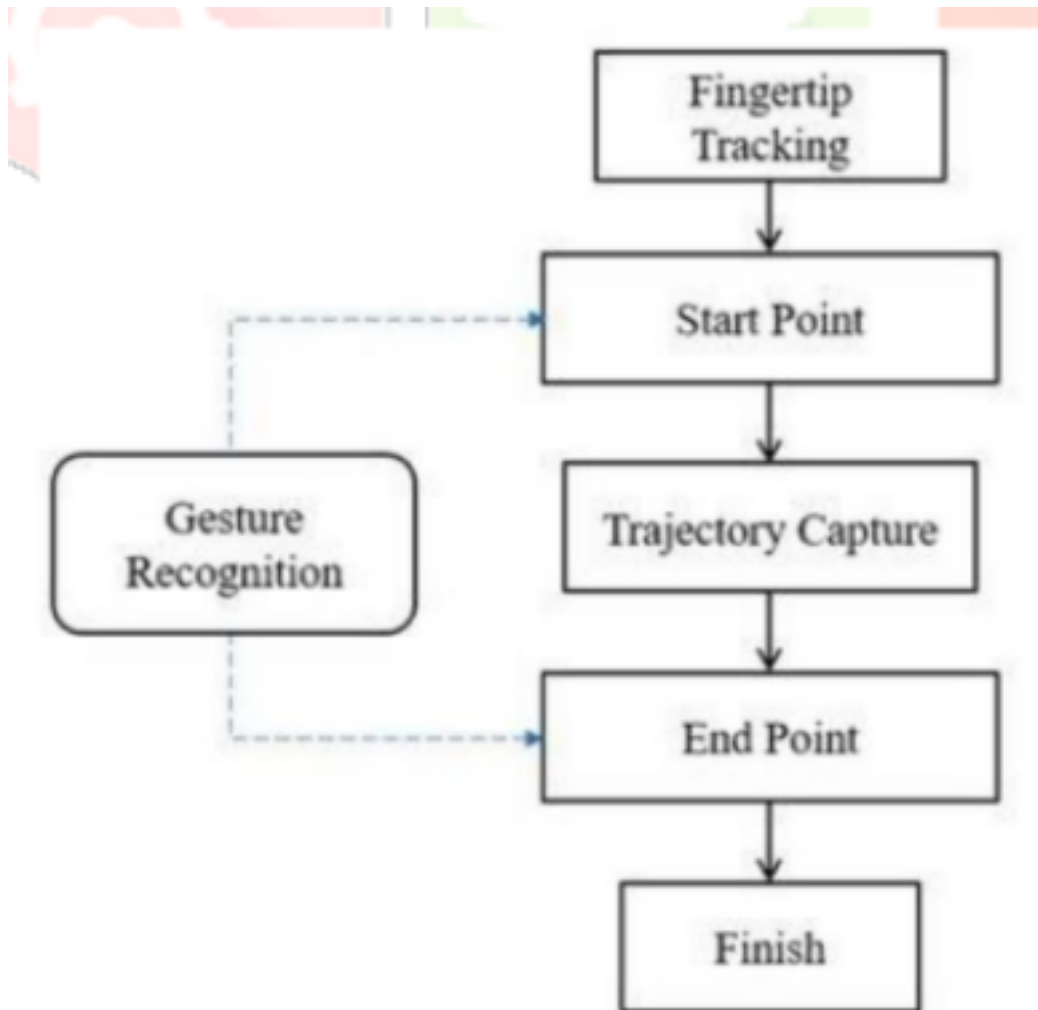 Fingertip
Tracking
Start Point
Gesture
Recognition
Trajectory Capture
End Point
Finish